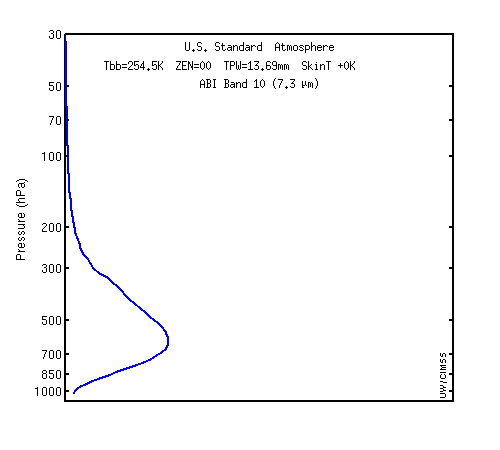 U.S. Standard Atmosphere
Tbb=254.5K ZEN=00 TPW=13.69mm SkinT +0K
ABI Band 10 (7.3 µm)
30
50
70
100
200
300
500
700
850
1000
Pressure (hPa)
UW/CIMSS